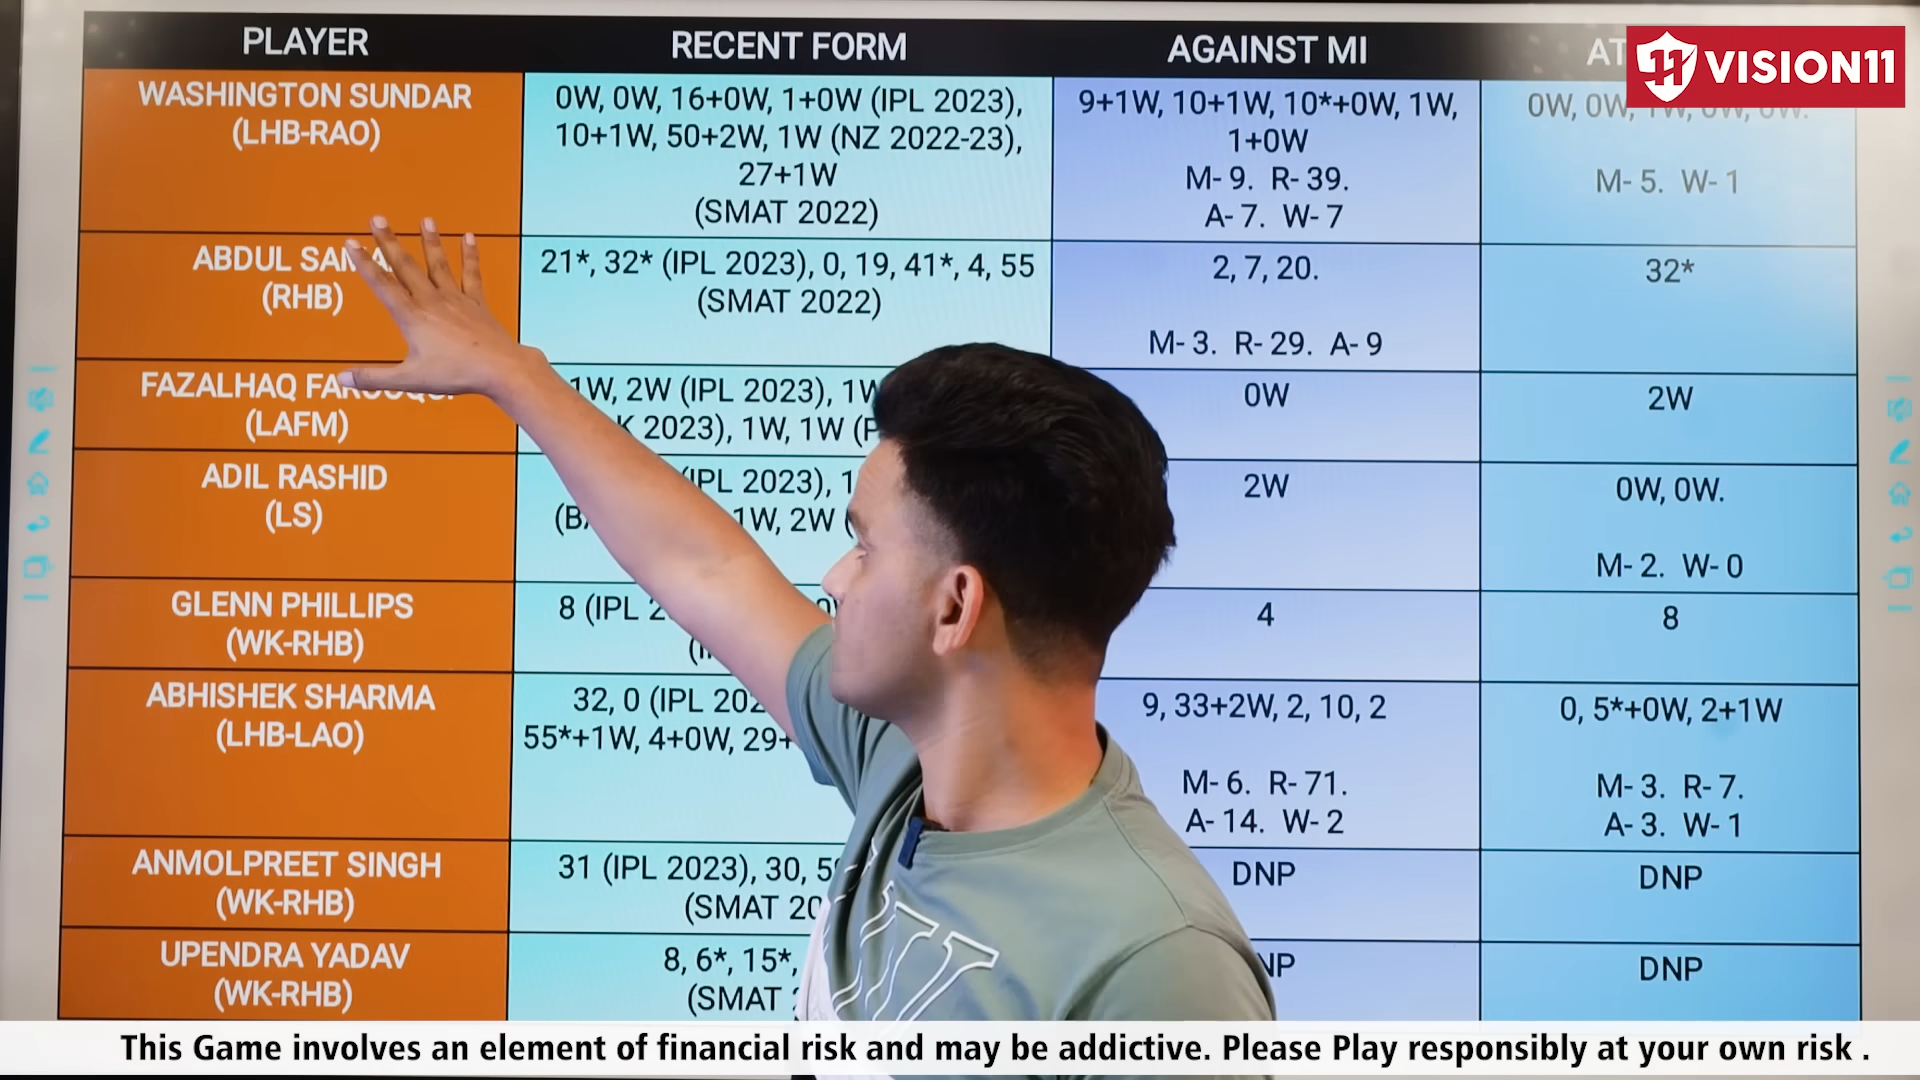 PLAYER
RECENT FORM
AGAINST MI
AT
VISION11
WASHINGTON SUNDAR
(LHB-RAO)
0W, 0W, 16+0W, 1+0W (IPL 2023),
10+1W, 50+2W, 1W (NZ 2022-23),
27+1W
(SMAT 2022)
9+1W, 10+1W, 10*+0W, 1W,
1+0W
M- 9. R- 39.
A- 7. W- 7
0W, 0W, 1W, 0W, 0W.
M- 5. W- 1
ABDUL
(RHB)
21*, 32* (IPL 2023), 0, 19, 41*, 4, 55
(SMAT 2022)
2, 7, 20.
M- 3. R- 29. A- 9
32*
FAZALHAQ
(LAFM)
1W, 2W (IPL 2023), 1W
2023), 1W, 1W
0W
2W
ADIL RASHID
(LS)
(IPL 2023), 1
1W, 2W
2W
0W, 0W.
M- 2. W- 0
GLENN PHILLIPS
(WK-RHB)
8 (IPL
4
8
ABHISHEK SHARMA
(LHB-LAO)
32, 0 (IPL
55*+1W, 4+0W, 29+
9, 33+2W, 2, 10, 2
M- 6. R- 71.
A- 14. W- 2
0, 5*+0W, 2+1W
M- 3. R- 7.
A- 3. W- 1
ANMOLPREET SINGH
(WK-RHB)
31 (IPL 2023), 30,
(SMAT
DNP
DNP
UPENDRA YADAV
(WK-RHB)
8, 6*, 15*,
(SMAT
DNP
This Game involves an element of financial risk and may be addictive. Please Play responsibly at your own risk .